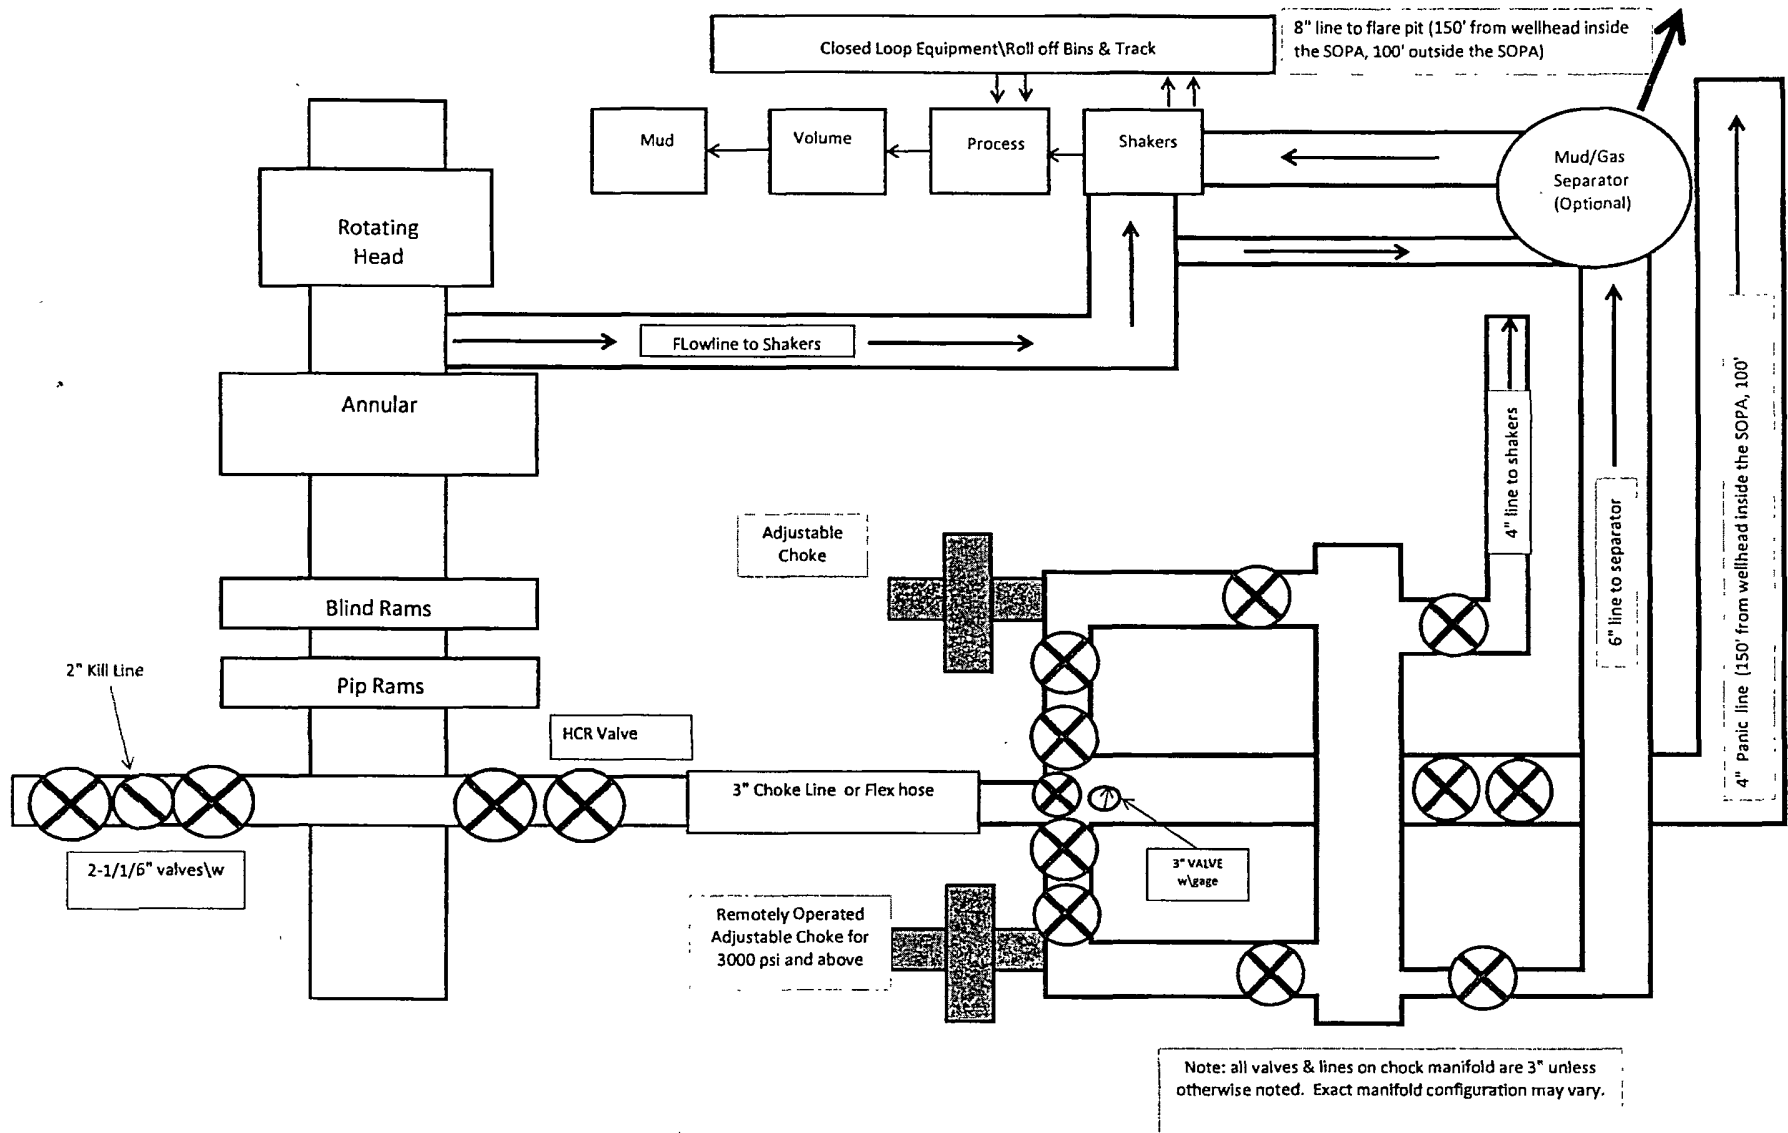 8" line to flare pit (150' from wellhead inside
the SOPA, 100' outside the SOPA)
Closed Loop Equipment\Roll off Bins & Track
Mud
Volume
Process
Shakers
Mud/Gas
Separator
(Optional)
Rotating
Head
FLowline to Shakers
Annular
4" line to shakers
6" line to separator
4" Panic line (150' from wellhead inside the SOPA, 100'
Adjustable
Choke
Blind Rams
Pip Rams
2" Kill Line
HCR Valve
3" Choke Line or Flex hose
2-1/1/6" valves\w
3" VALVE
w\gage
Remotely Operated
Adjustable Choke for
3000 psi and above
Note: all valves & lines on chock manifold are 3" unless
otherwise noted. Exact manifold configuration may vary.